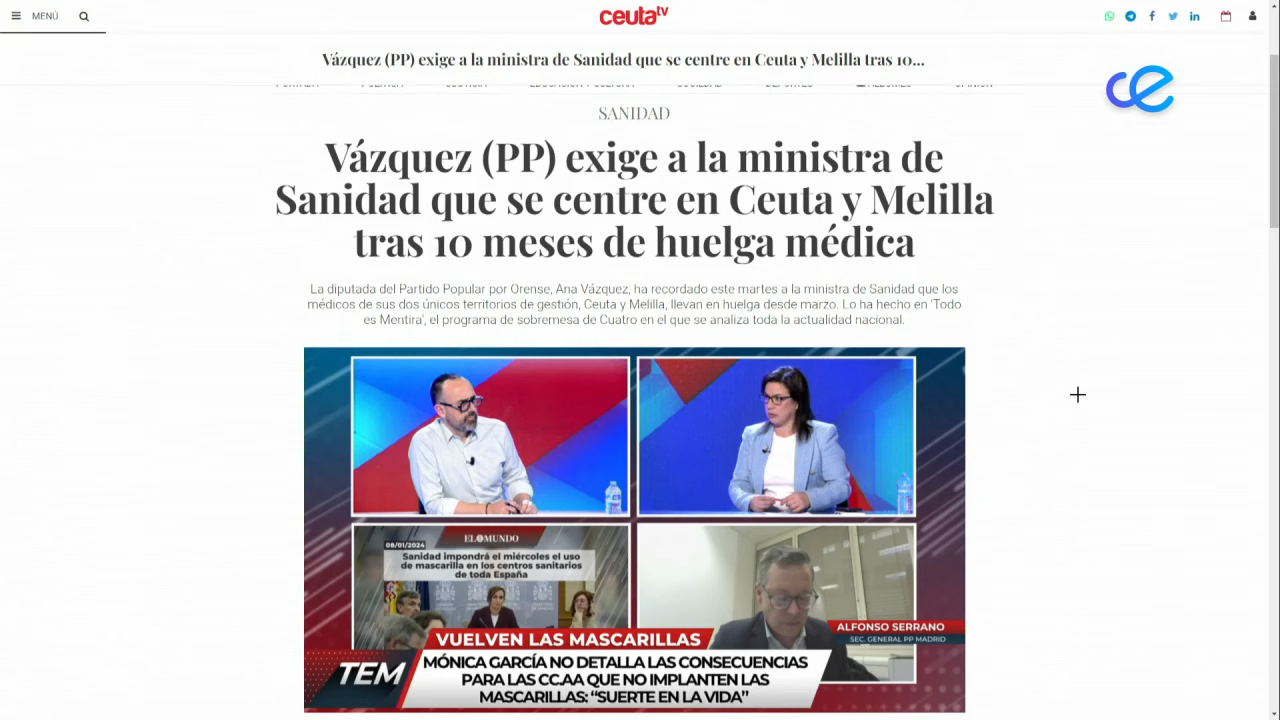 MENÚ
ceutatv
Vázquez (PP) exige a la ministra de Sanidad que se centre en Ceuta y Melilla tras 10...
ce
SANIDAD
Vázquez (PP) exige a la ministra de
Sanidad que se centre en Ceuta y Melilla
tras 10 meses de huelga médica
La diputada del Partido Popular por Orense, Ana Vázquez, ha recordado este martes a la ministra de Sanidad que los
médicos de sus dos únicos territorios de gestión, Ceuta y Melilla, llevan en huelga desde marzo. Lo ha hecho en 'Todo
es Mentira', el programa de sobremesa de Cuatro en el que se analiza toda la actualidad nacional.
EL MUNDO
08/01/2024
Sanidad impondrá el miércoles el uso
de mascarilla en los centros sanitarios
de toda España
ALFONSO SERRANO
SEC. GENERAL PP MADRID
VUELVEN LAS MASCARILLAS
TEM
MÓNICA GARCÍA NO DETALLA LAS CONSECUENCIAS
PARA LAS CCAA QUE NO IMPLANTEN LAS
MASCARILLAS: “SUERTE EN LA VIDA”